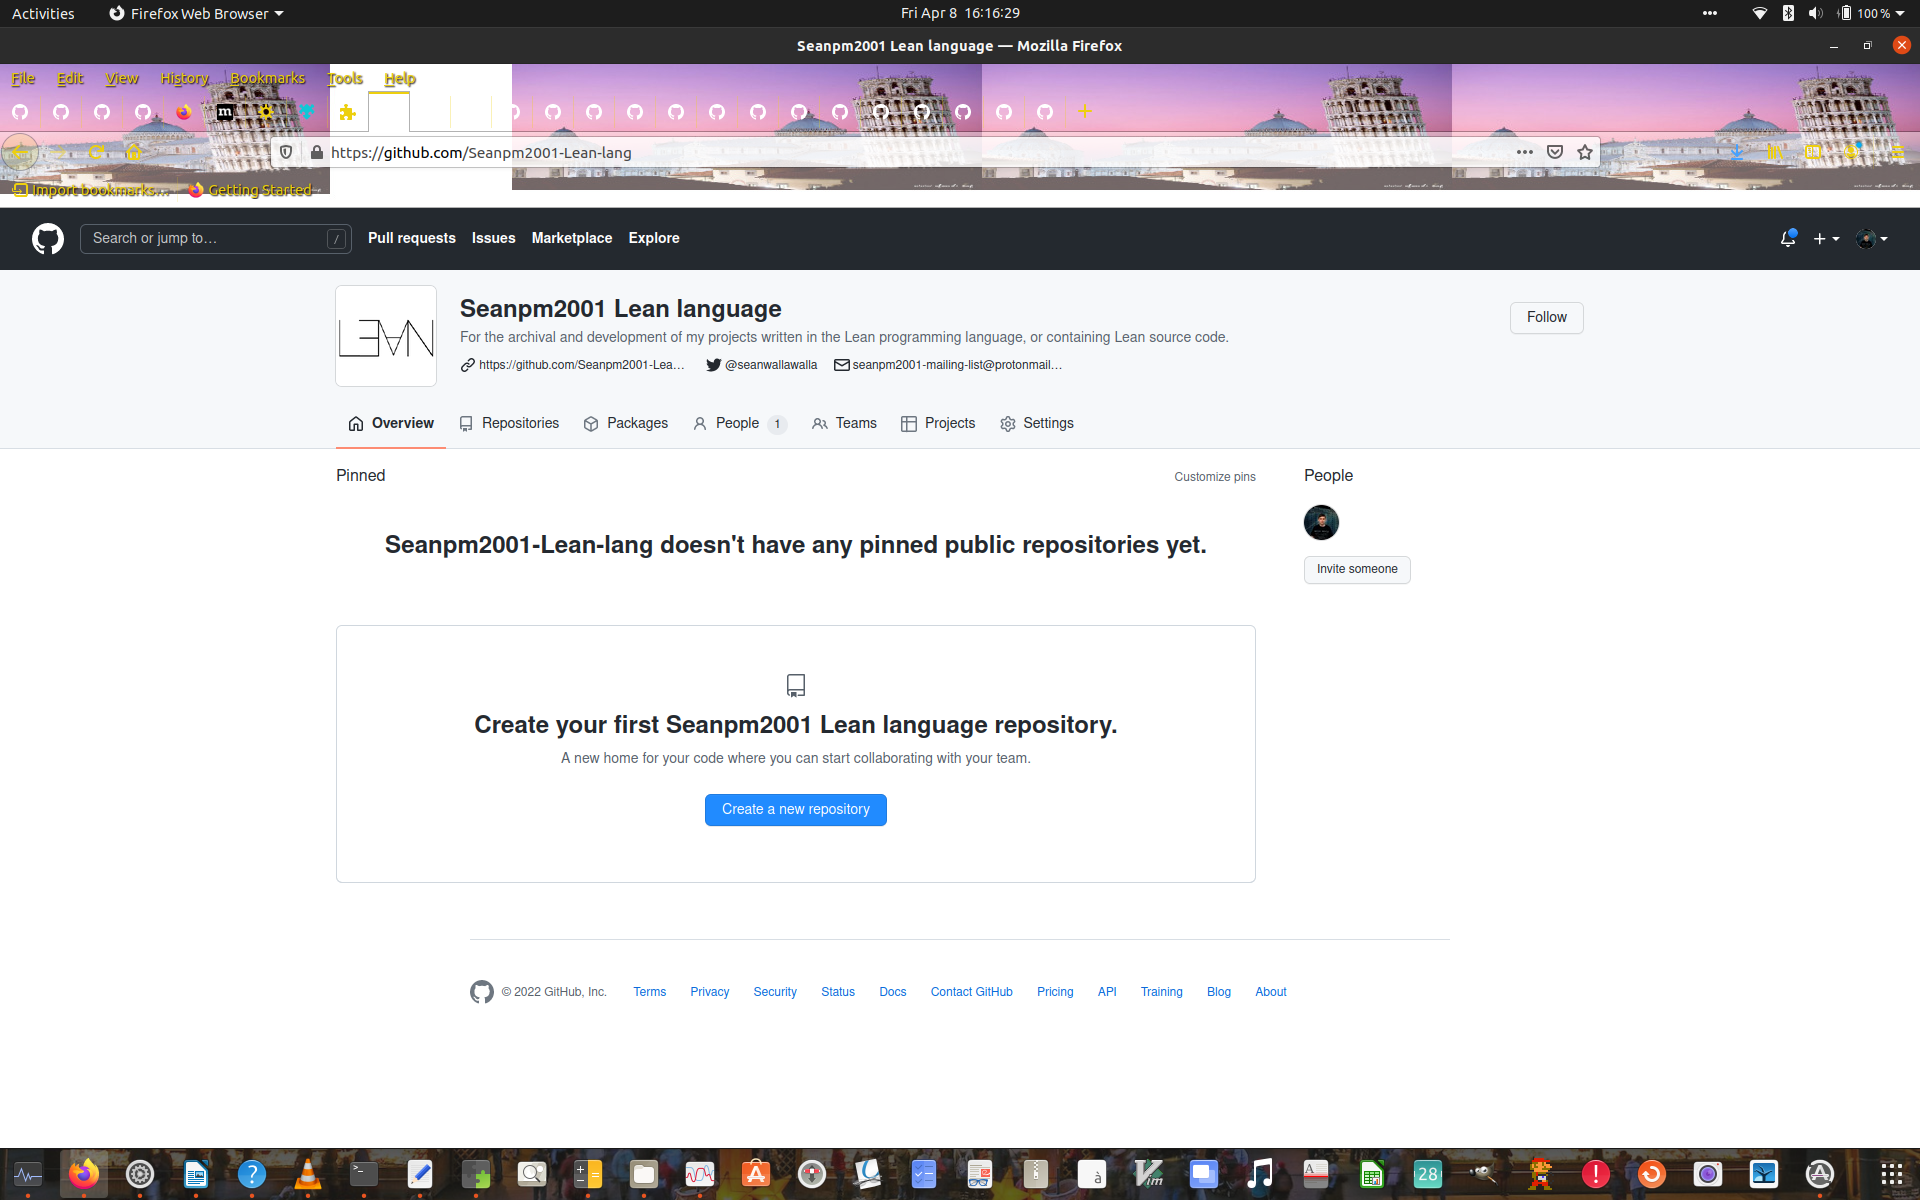 Activities Firefox Web Browser Fri Apr 8 16:16:29 100 %
Seanpm2001 Lean language — Mozilla Firefox
File Edit View History Bookmarks Tools Help
m
https://github.com/Seanpm2001-Lean-lang
Import bookmarks... Getting Started
Search or jump to... / Pull requests Issues Marketplace Explore
LEAN
Seanpm2001 Lean language
Follow
For the archival and development of my projects written in the Lean programming language, or containing Lean source code.
https://github.com/Seanpm2001-Lea... @seanwallawalla seanpm2001-mailing-list@protonmail...
Overview Repositories Packages People 1 Teams Projects Settings
Pinned Customize pins People
Seanpm2001-Lean-lang doesn't have any pinned public repositories yet.
Invite someone
Create your first Seanpm2001 Lean language repository.
A new home for your code where you can start collaborating with your team.
Create a new repository
© 2022 GitHub, Inc. Terms Privacy Security Status Docs Contact GitHub Pricing API Training Blog About
>_ ? à Vim A 28 !